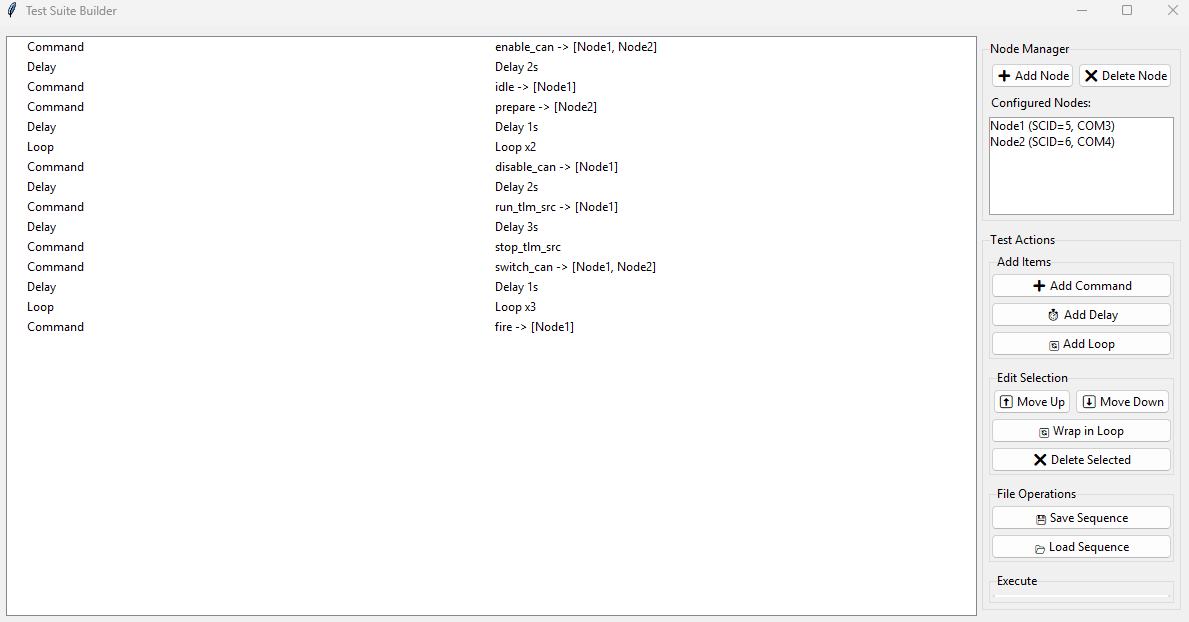 Test Suite Builder
Command enable_can -> [Node1, Node2]
Delay Delay 2s
Command idle -> [Node1]
Command prepare -> [Node2]
Delay Delay 1s
Loop Loop x2
Command disable_can -> [Node1]
Delay Delay 2s
Command run_tlm_src -> [Node1]
Delay Delay 3s
Command stop_tlm_src
Command switch_can -> [Node1, Node2]
Delay Delay 1s
Loop Loop x3
Command fire -> [Node1]
Node Manager
Add Node Delete Node
Configured Nodes:
Node1 (SCID=5, COM3)
Node2 (SCID=6, COM4)
Test Actions
Add Items
Add Command
Add Delay
Add Loop
Edit Selection
Move Up Move Down
Wrap in Loop
Delete Selected
File Operations
Save Sequence
Load Sequence
Execute